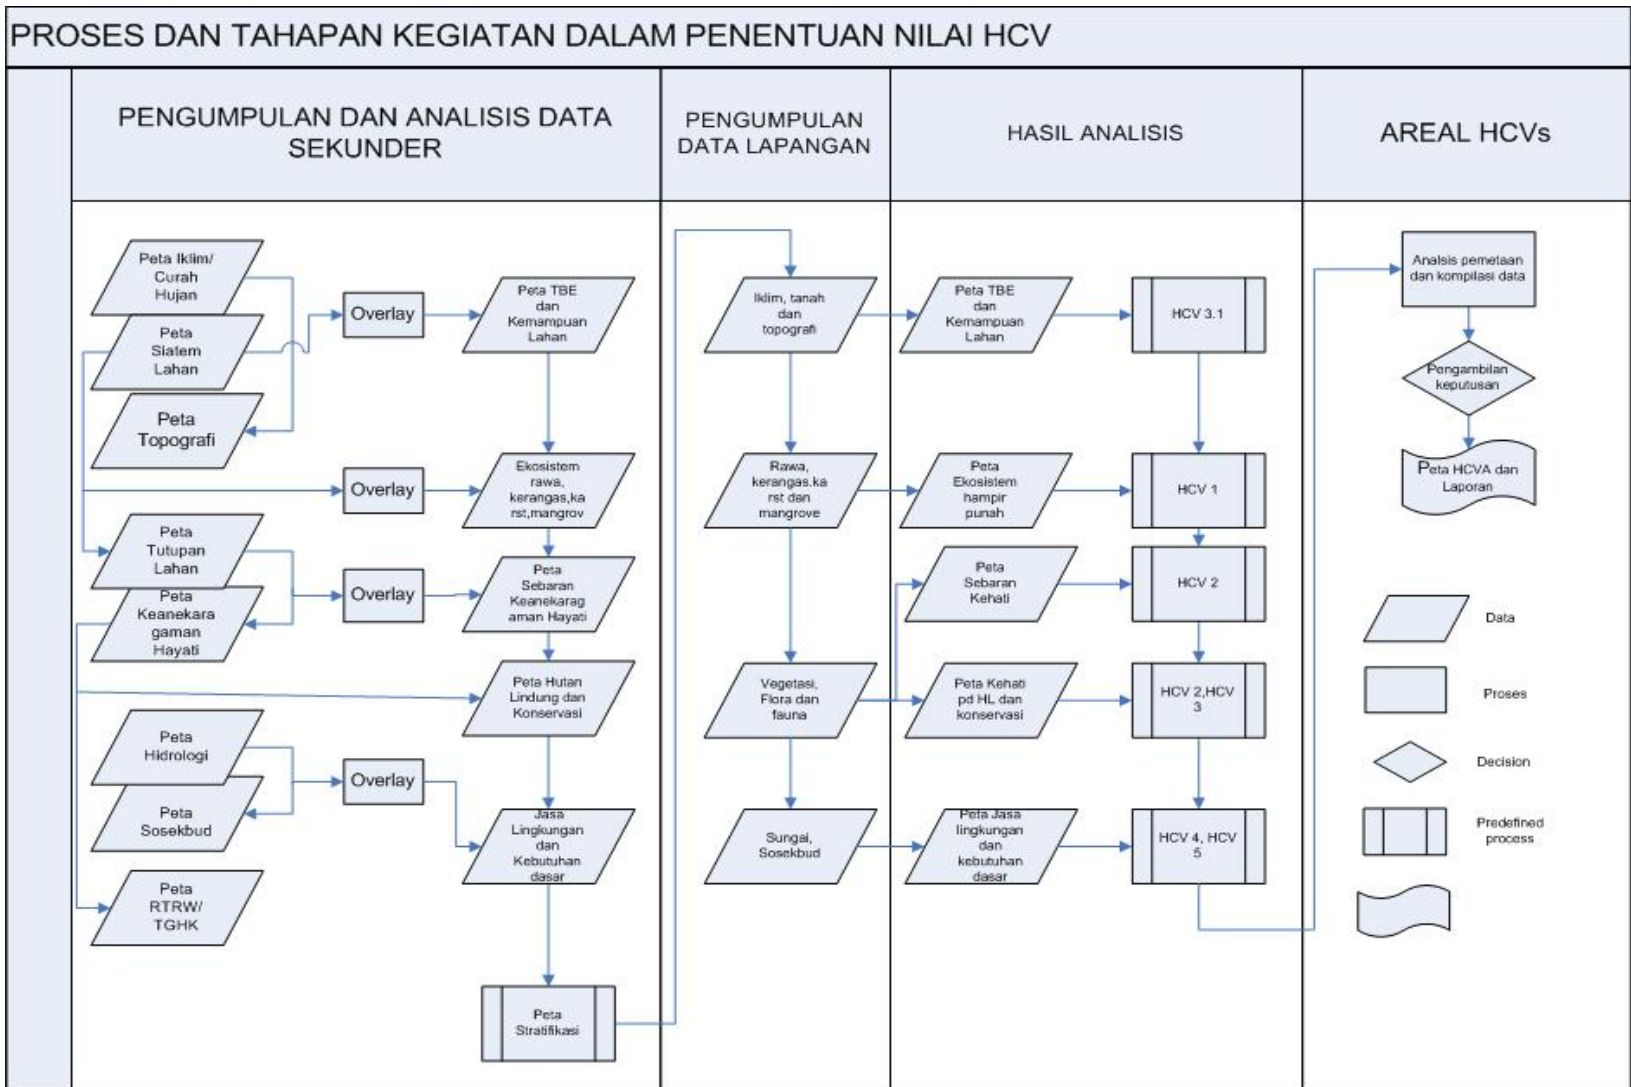 PROSES DAN TAHAPAN KEGIATAN DALAM PENENTUAN NILAI HCV
PENGUMPULAN DAN ANALISIS DATA
SEKUNDER
PENGUMPULAN
DATA LAPANGAN
HASIL ANALISIS
AREAL HCVs
Peta Iklim/
Curah
Hujan
Peta
Siatem
Lahan
Peta
Topografi
Overlay
Peta TBE
dan
Kemampuan
Lahan
Overlay
Ekosistem
rawa,
kerangas,ka
rst,mangrov
Peta
Tutupan
Lahan
Peta
Keanekara
gaman
Hayati
Overlay
Peta
Sebaran
Keanekarag
aman Hayati
Peta Hutan
Lindung dan
Konservasi
Peta
Hidrologi
Peta
Sosekbud
Overlay
Jasa
Lingkungan
dan
Kebutuhan
dasar
Peta
RTRW/
TGHK
Peta
Stratifikasi
Iklim, tanah
dan
topografi
Rawa,
kerangas.ka
rst dan
mangrove
Vegetasi,
Flora dan
fauna
Sungai,
Sosekbud
Peta TBE
dan
Kemampuan
Lahan
HCV 3.1
Peta
Ekosistem
hampir
punah
HCV 1
Peta
Sebaran
Kehati
HCV 2
Peta Kehati
pd HL dan
konservasi
HCV 2,HCV
3
Peta Jasa
lingkungan
dan
kebutuhan
dasar
HCV 4, HCV
5
Analsis pemetaan
dan kompilasi data
Pengambilan
keputusan
Peta HCVA dan
Laporan
Data
Proses
Decision
Predefined
process